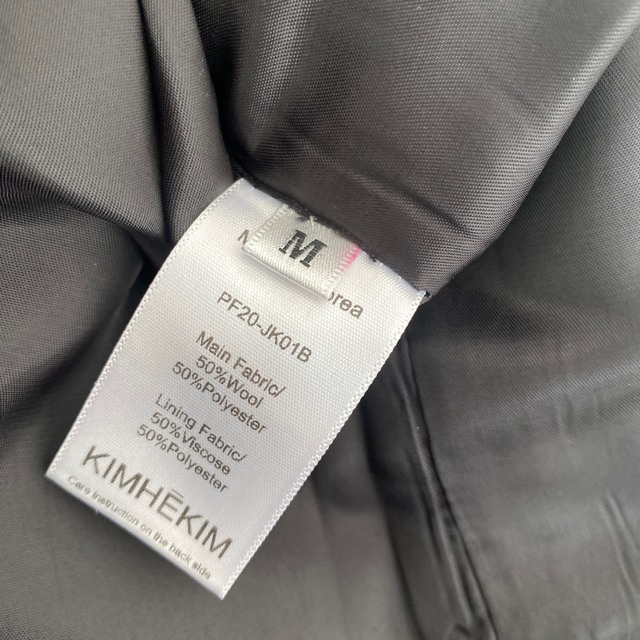 M
M
orea
PF20-JK01B
Main Fabric/
50%Wool
50%Polyester
Lining Fabric/
50%Viscose
50%Polyester
KIMHĒKIM
Care Instruction on the back side